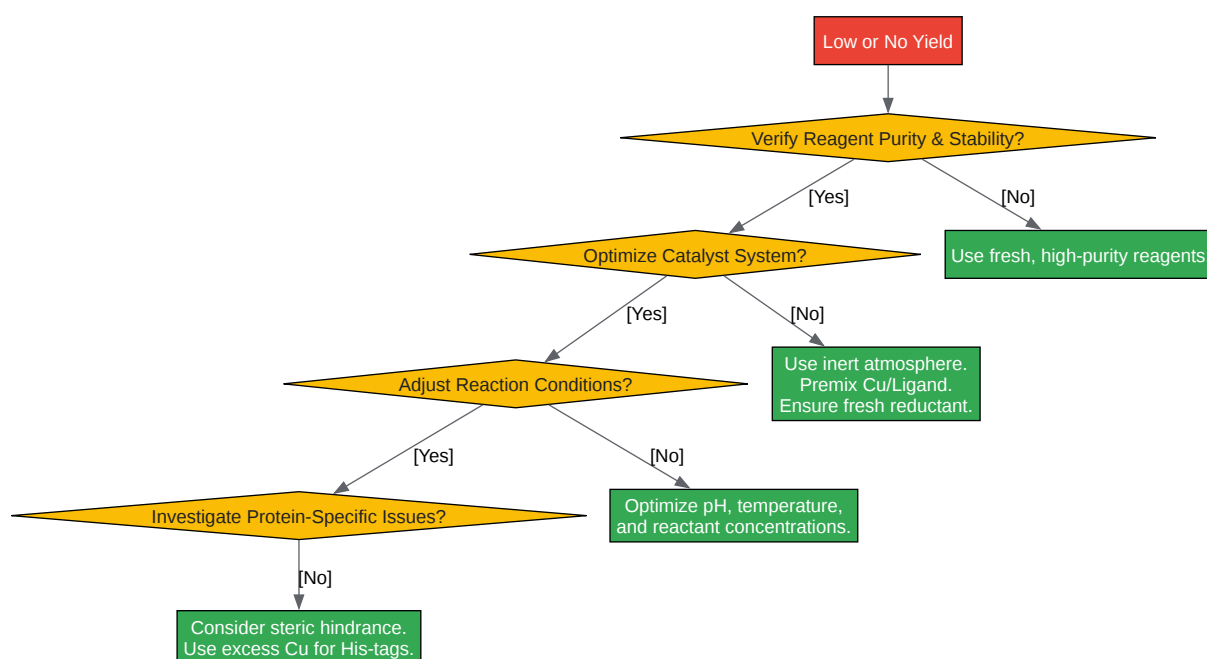 Low or No Yield
Verify Reagent Purity & Stability?
[Yes]
[No]
Optimize Catalyst System?
Use fresh, high-purity reagents
[Yes]
[No]
Adjust Reaction Conditions?
Use inert atmosphere.
Premix Cu/Ligand.
Ensure fresh reductant.
[Yes]
[No]
Investigate Protein-Specific Issues?
Optimize pH, temperature,
and reactant concentrations.
[No]
Consider steric hindrance.
Use excess Cu for His-tags.